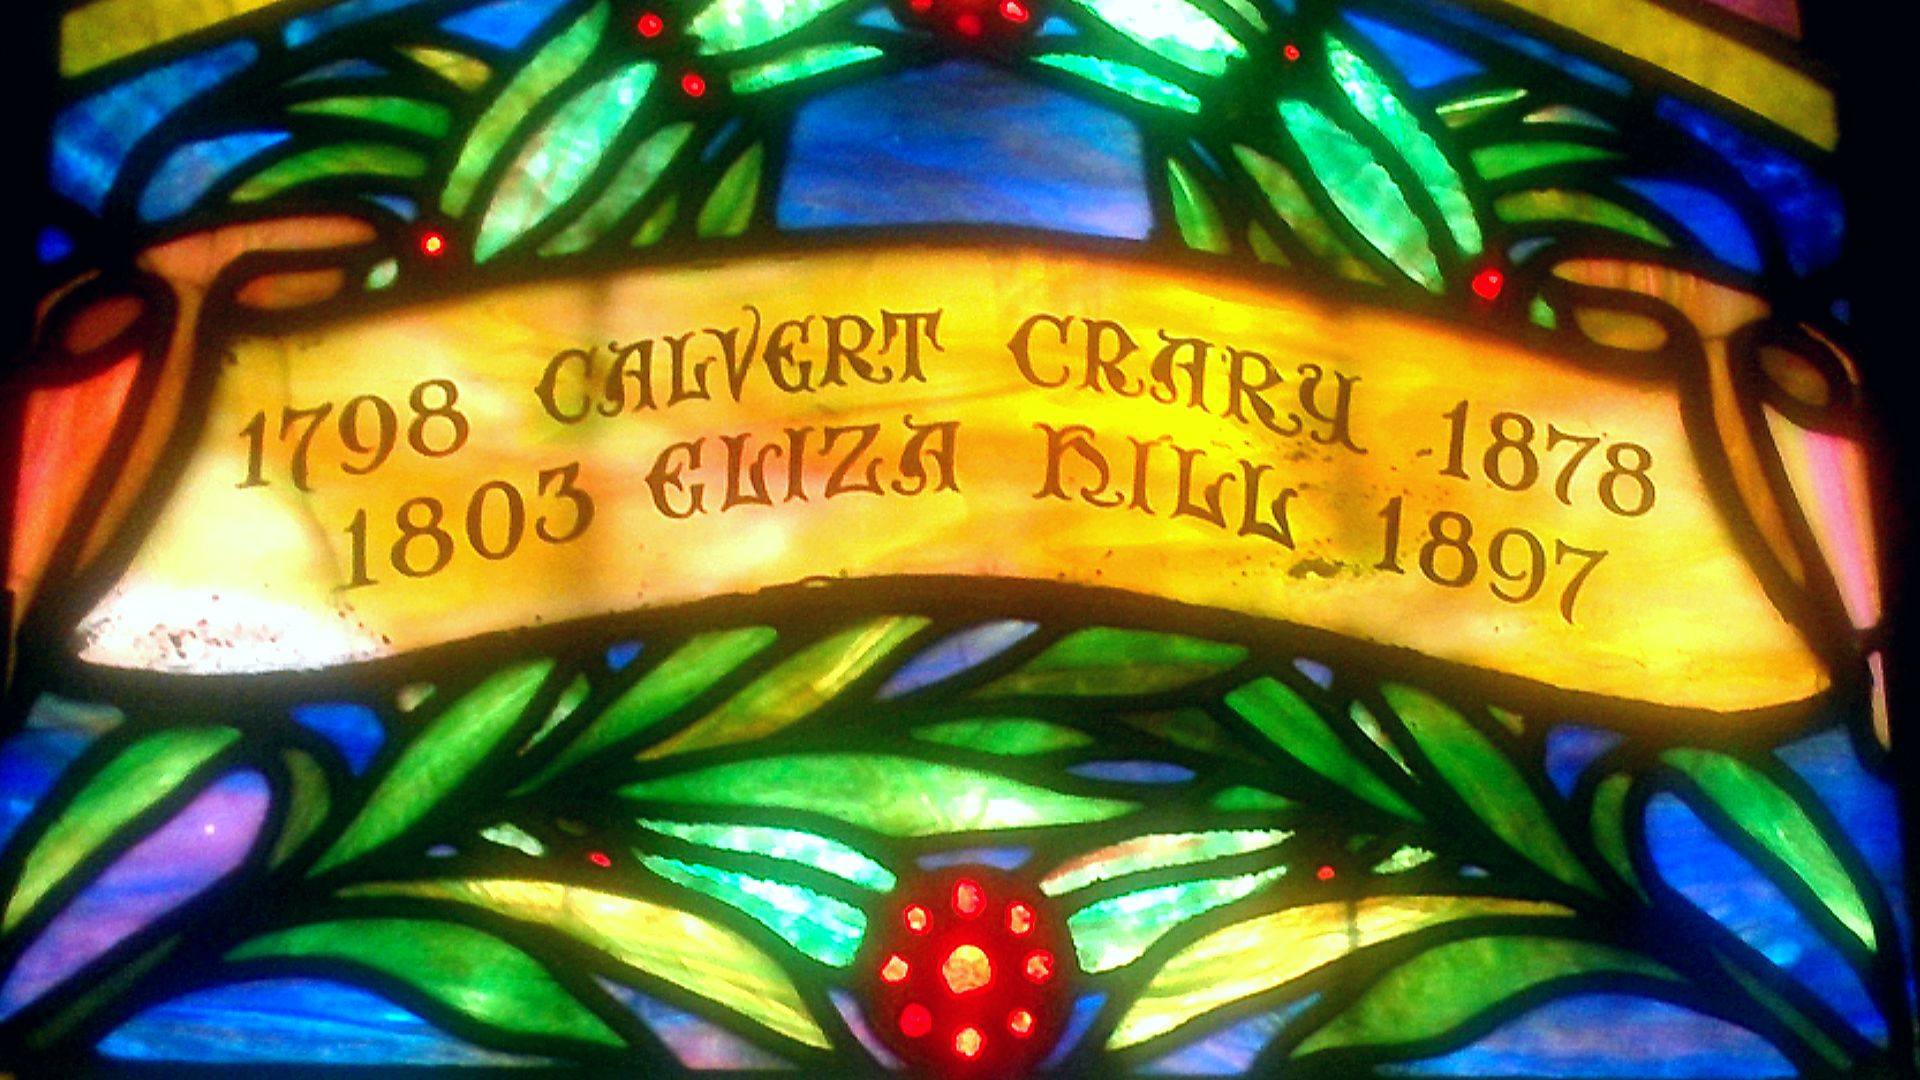 1798 CALVERT CRARY 1878
1803 ELIZA HILL 1897